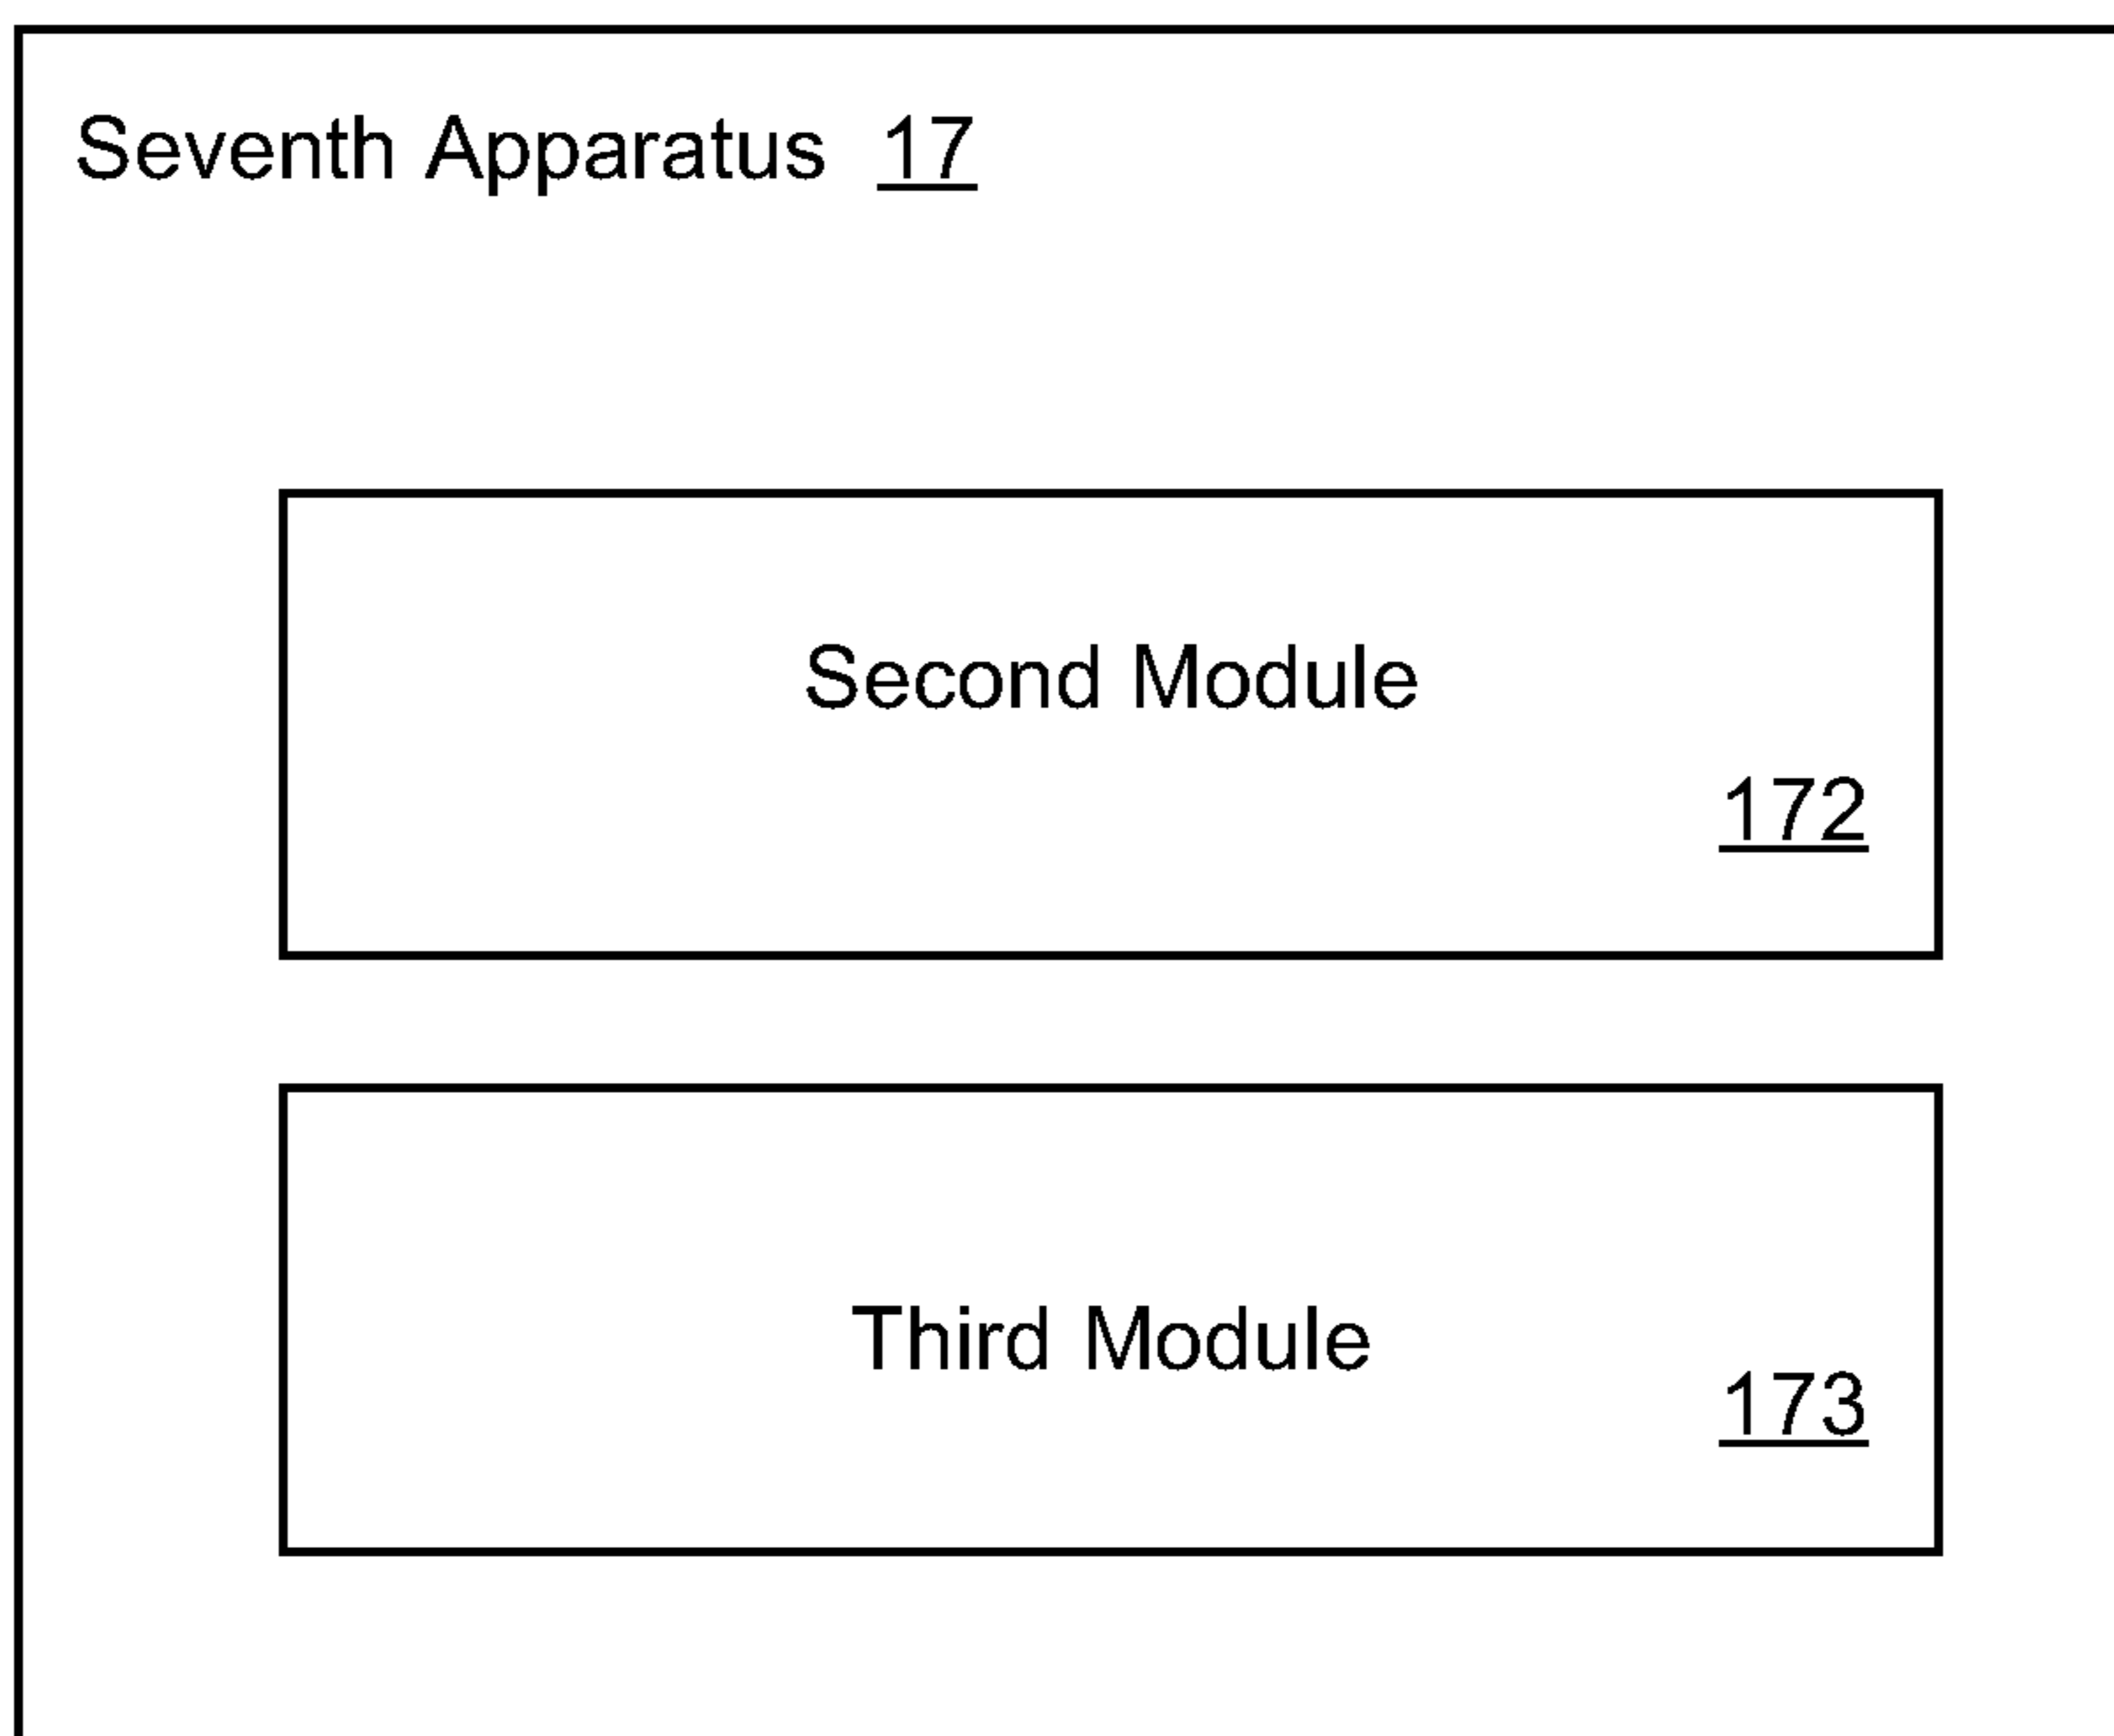 Seventh Apparatus 17
Second Module
172
Third Module
173